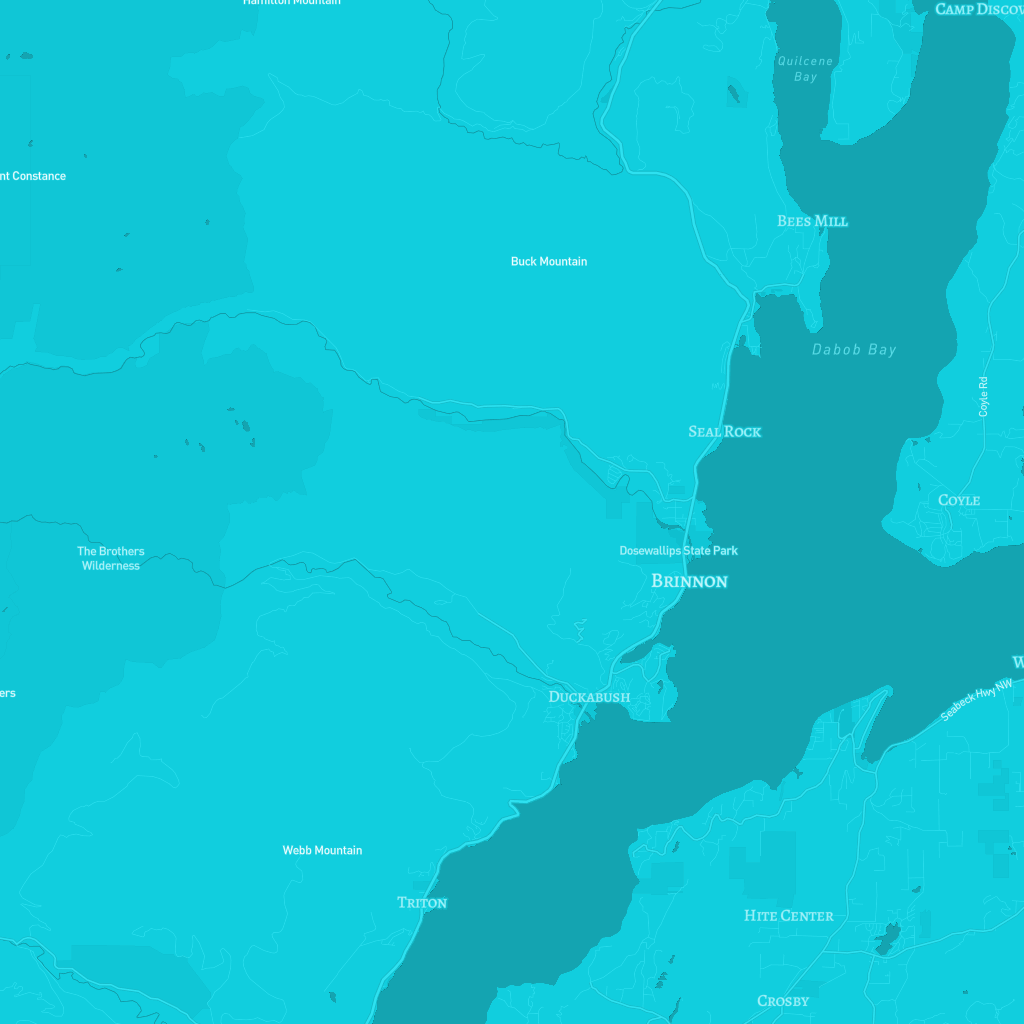 Hamilton Mountain
Camp Discov
Quilcene
Bay
nt Constance
Bees Mill
Buck Mountain
Dabob Bay
Coyle Rd
Seal Rock
Coyle
The Brothers
Wilderness
Dosewallips State Park
Brinnon
W
ers
Duckabush
Seabeck Hwy NW
Webb Mountain
Triton
Hite Center
Crosby